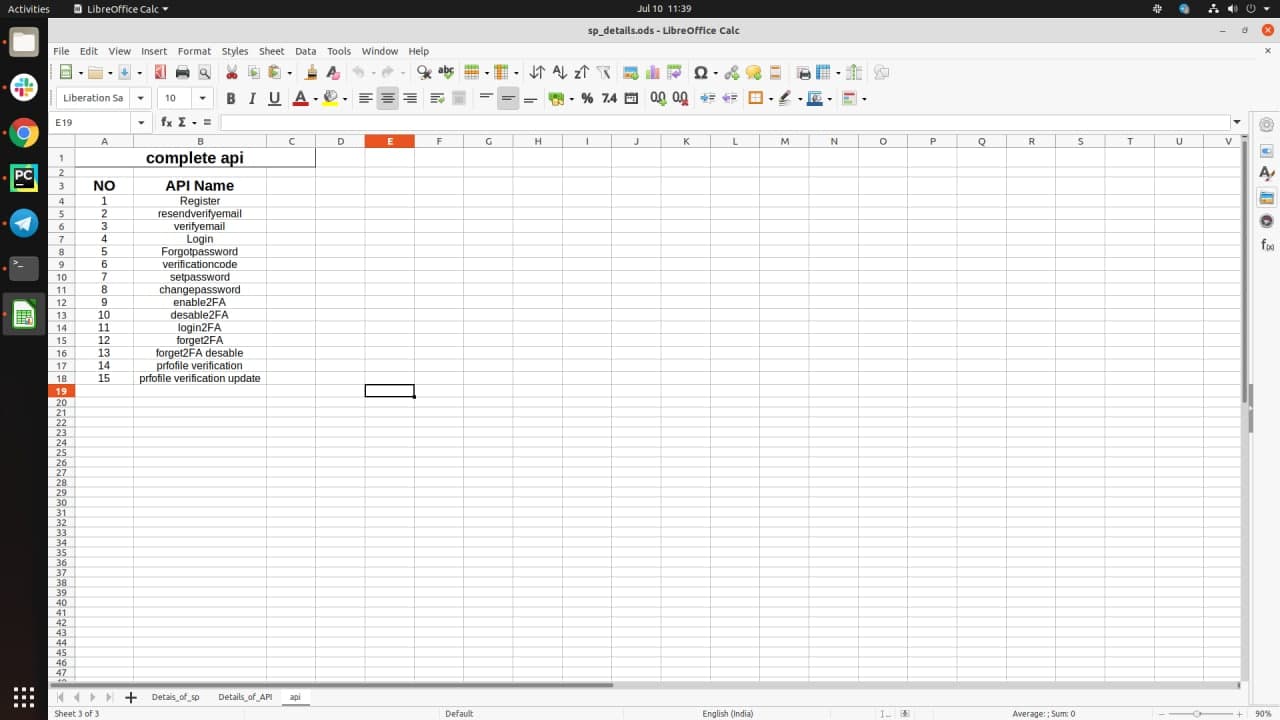 Activities
LibreOffice Calc
Jul 10 11:39
sp_details.ods - LibreOffice Calc
File Edit View Insert Format Styles Sheet Data Tools Window Help
Liberation Sa 10
E19
A B C D E F G H I J K L M N O P Q R S T U V
1 complete api
2
3 NO API Name
4 1 Register
5 2 resendverifyemail
6 3 verifyemail
7 4 Login
8 5 Forgotpassword
9 6 verificationcode
10 7 setpassword
11 8 changepassword
12 9 enable2FA
13 10 desable2FA
14 11 login2FA
15 12 forget2FA
16 13 forget2FA desable
17 14 prfofile verification
18 15 prfofile verification update
19
20
21
22
23
24
25
26
27
28
29
30
31
32
33
34
35
36
37
38
39
40
41
42
43
44
45
46
47
Detais_of_sp Details_of_API api
Sheet 3 of 3 Default English (India) Average: ; Sum: 0 90%